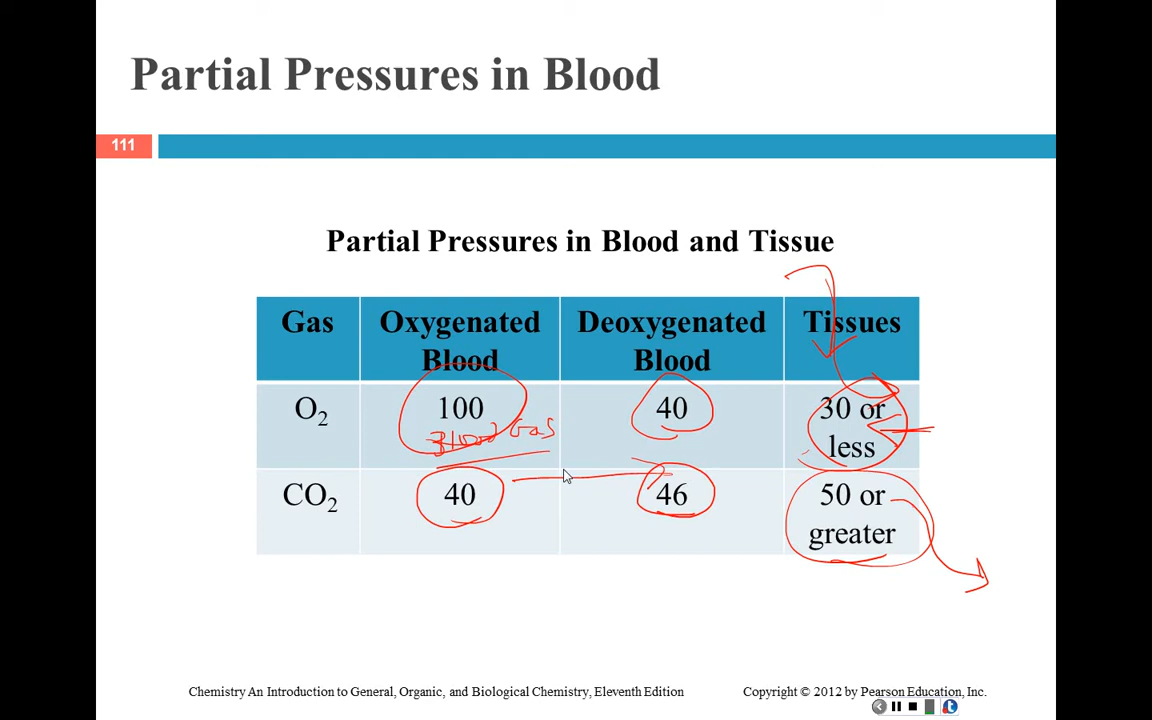 Partial Pressures in Blood
111
Partial Pressures in Blood and Tissue
Gas
Oxygenated
Blood
Deoxygenated
Blood
Tissues
O₂
100
Blood Gas
40
30 or
less
CO₂
40
46
50 or
greater
Chemistry An Introduction to General, Organic, and Biological Chemistry, Eleventh Edition
Copyright © 2012 by Pearson Education, Inc.
t